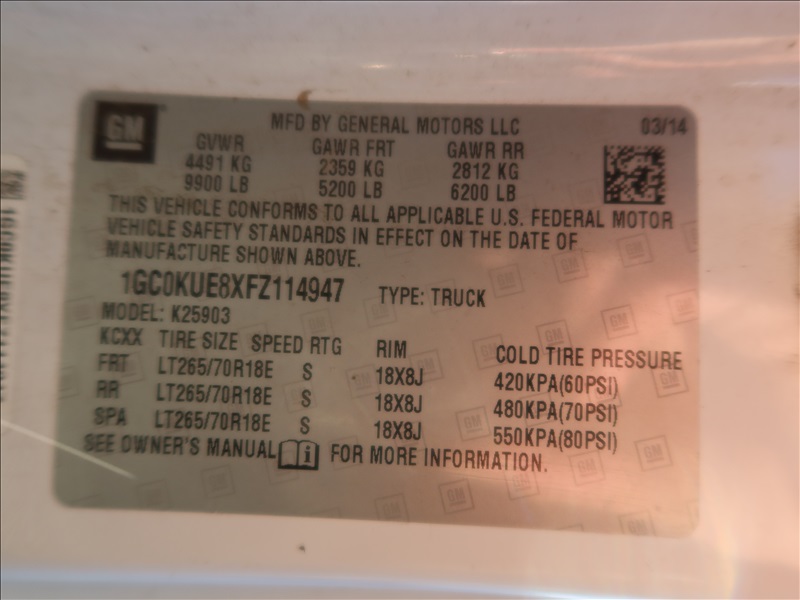 GM
MFD BY GENERAL MOTORS LLC 03/14
GVWR GAWR FRT GAWR RR
4491 KG 2359 KG 2812 KG
9900 LB 5200 LB 6200 LB
THIS VEHICLE CONFORMS TO ALL APPLICABLE U.S. FEDERAL MOTOR
VEHICLE SAFETY STANDARDS IN EFFECT ON THE DATE OF
MANUFACTURE SHOWN ABOVE.
1GC0KUE8XFZ114947 TYPE: TRUCK
MODEL: K25903
KCXX TIRE SIZE SPEED RTG RIM COLD TIRE PRESSURE
FRT LT265/70R18E S 18X8J 420KPA(60PSI)
RR LT265/70R18E S 18X8J 480KPA(70PSI)
SPA LT265/70R18E S 18X8J 550KPA(80PSI)
SEE OWNER'S MANUAL i FOR MORE INFORMATION.